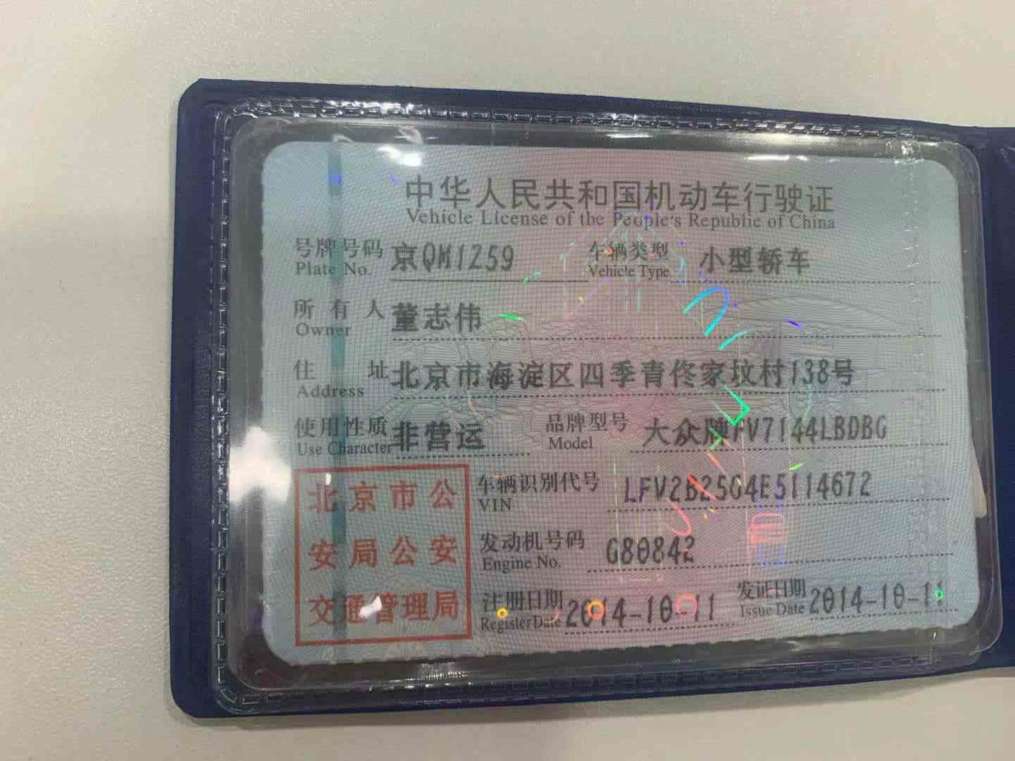 中华人民共和国机动车行驶证
Vehicle License of the People's Republic of China
号牌号码 京QM1259 车辆类型 小型轿车
Plate No. Vehicle Type
所有人 董志伟
Owner
住址 北京市海淀区四季青佟家坟村138号
Address
使用性质 非营运 品牌型号 大众牌FV7144LBDBG
Use Character Model
车辆识别代号 LFV2B25G4E5114672
VIN
发动机号码 G80842
Engine No.
注册日期 2014-10-11 发证日期 2014-10-11
Register Date Issue Date
北京市公
安局公安
交通管理局